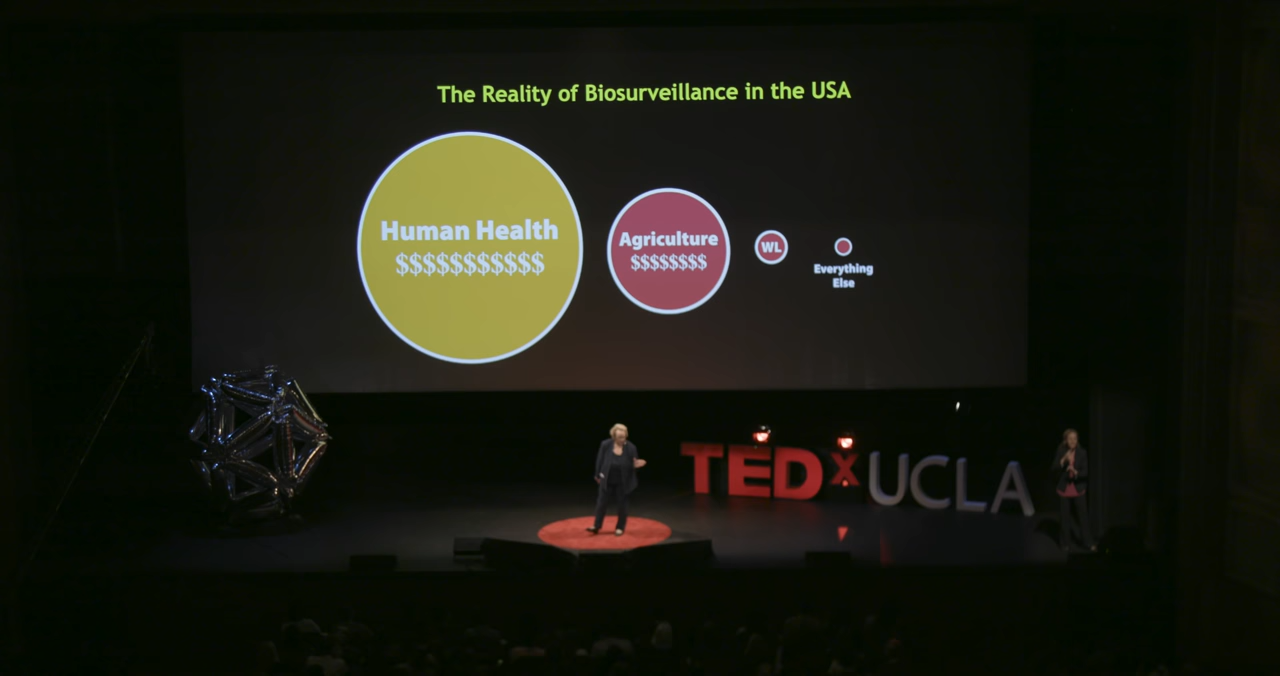 The Reality of Biosurveillance in the USA
Human Health
$$$$$$$$$$$
Agriculture
$$$$$$$$
WL
Everything
Else
TEDxUCLA